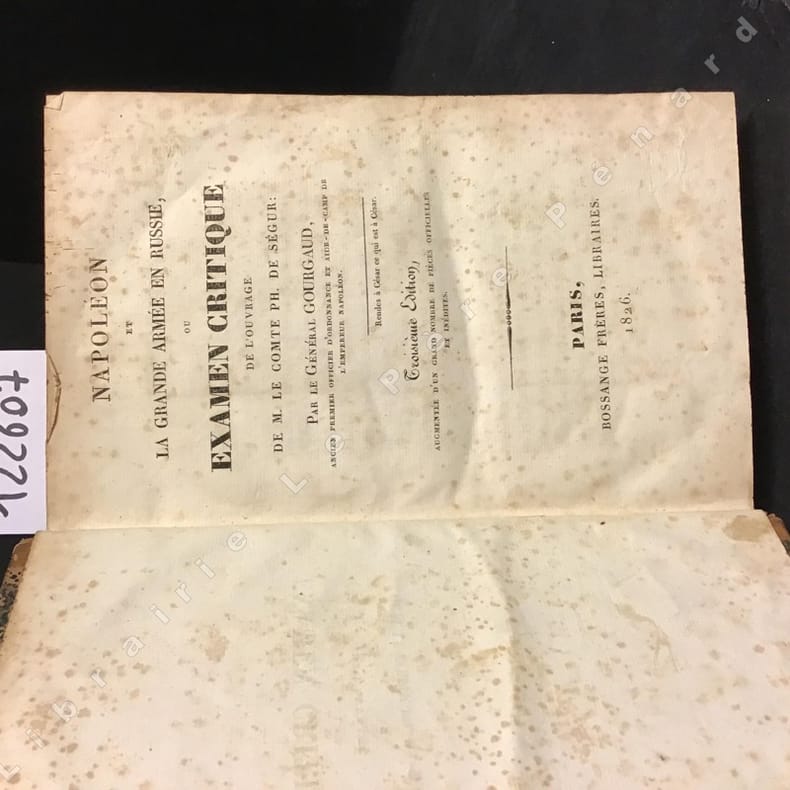 NAPOLÉON
ET
LA GRANDE ARMÉE EN RUSSIE,
OU
EXAMEN CRITIQUE
DE L'OUVRAGE
DE M. LE COMTE PH. DE SÉGUR:
PAR LE GÉNÉRAL GOURGAUD,
ANCIEN PREMIER OFFICIER D'ORDONNANCE ET AIDE-DE-CAMP DE
L'EMPEREUR NAPOLÉON.
Rendez à César ce qui est à César.
Troisième Édition,
AUGMENTÉE D'UN GRAND NOMBRE DE PIÈCES OFFICIELLES
ET INÉDITES.
PARIS,
BOSSANGE FRÈRES, LIBRAIRES.
1826.
h22607
Librairie Le Père Pénard